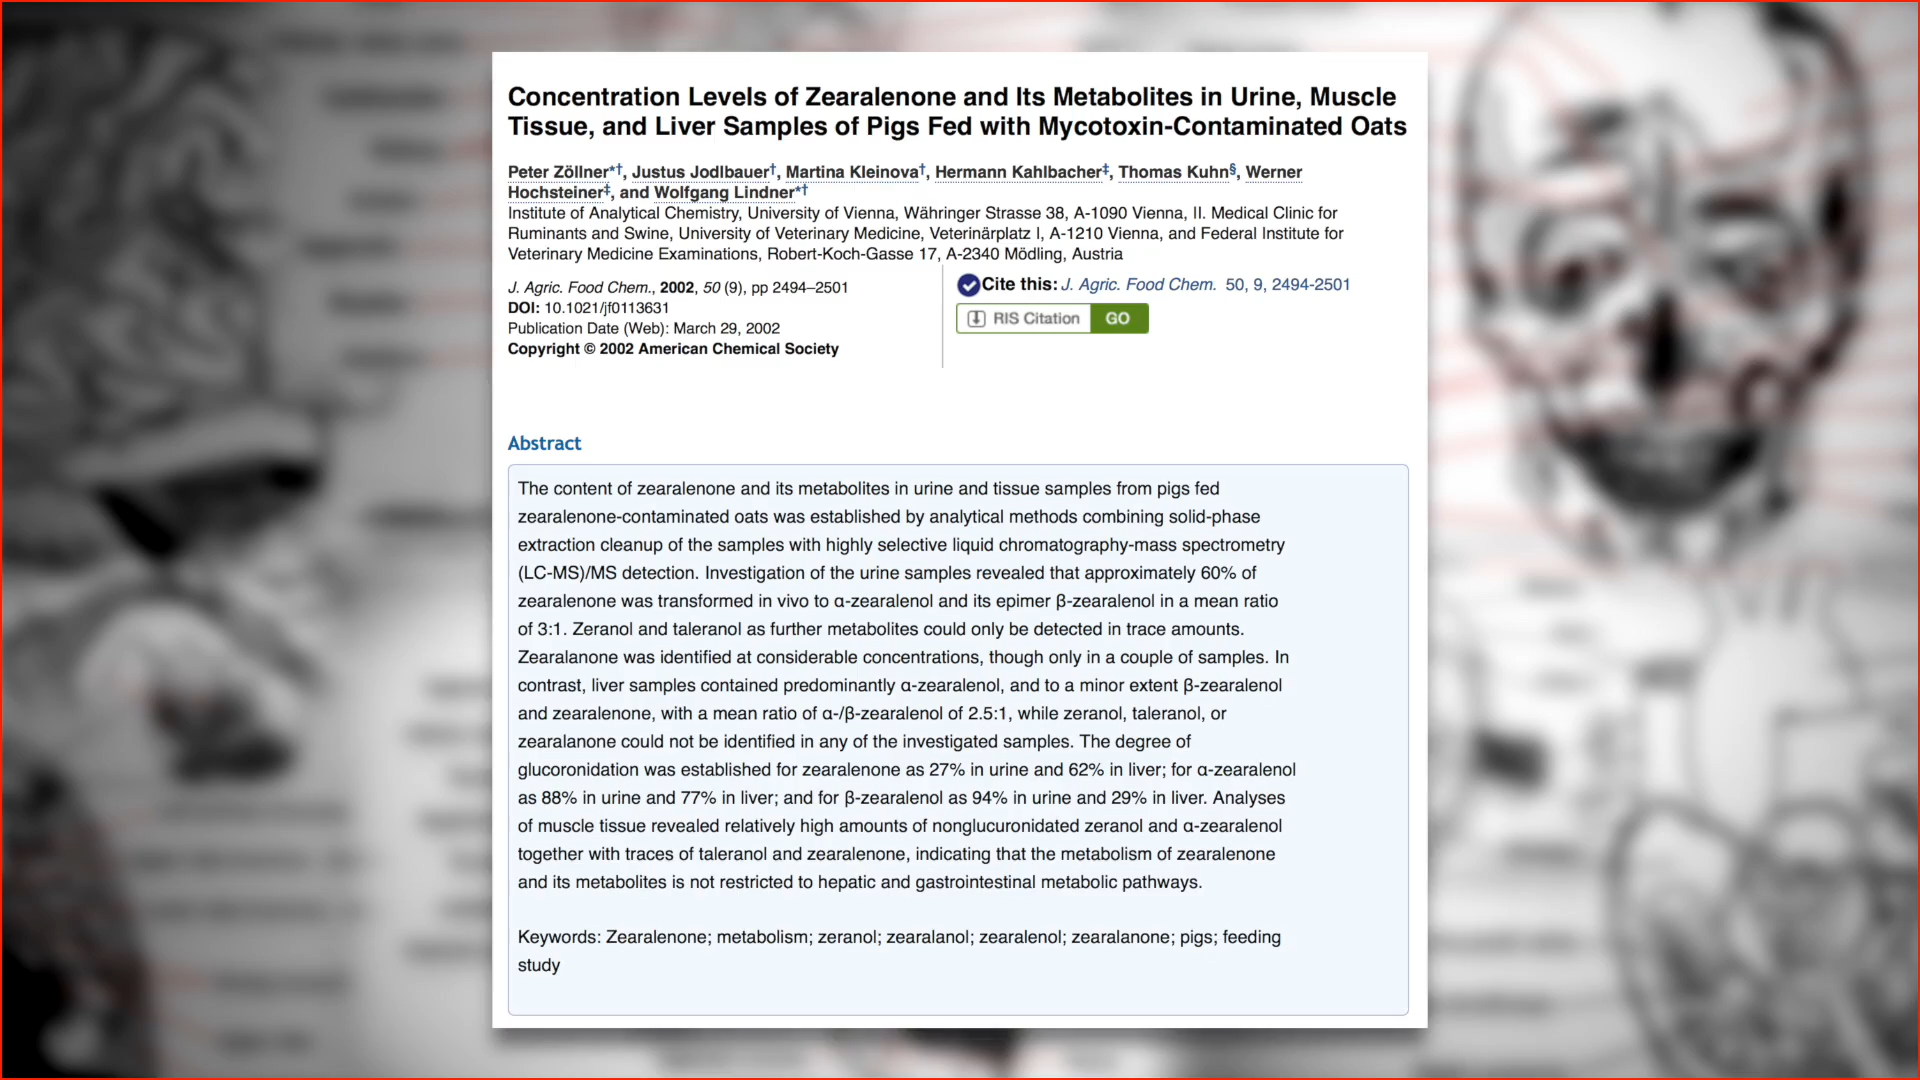 Concentration Levels of Zearalenone and Its Metabolites in Urine, Muscle
Tissue, and Liver Samples of Pigs Fed with Mycotoxin-Contaminated Oats
Peter Zöllner*†, Justus Jodlbauer†, Martina Kleinova†, Hermann Kahlbacher‡, Thomas Kuhn§, Werner
Hochsteiner‡, and Wolfgang Lindner*†
Institute of Analytical Chemistry, University of Vienna, Währinger Strasse 38, A-1090 Vienna, II. Medical Clinic for
Ruminants and Swine, University of Veterinary Medicine, Veterinärplatz I, A-1210 Vienna, and Federal Institute for
Veterinary Medicine Examinations, Robert-Koch-Gasse 17, A-2340 Mödling, Austria
J. Agric. Food Chem., 2002, 50 (9), pp 2494–2501
DOI: 10.1021/jf0113631
Publication Date (Web): March 29, 2002
Copyright © 2002 American Chemical Society
Cite this: J. Agric. Food Chem. 50, 9, 2494-2501
RIS Citation GO
Abstract
The content of zearalenone and its metabolites in urine and tissue samples from pigs fed
zearalenone-contaminated oats was established by analytical methods combining solid-phase
extraction cleanup of the samples with highly selective liquid chromatography-mass spectrometry
(LC-MS)/MS detection. Investigation of the urine samples revealed that approximately 60% of
zearalenone was transformed in vivo to α-zearalenol and its epimer β-zearalenol in a mean ratio
of 3:1. Zeranol and taleranol as further metabolites could only be detected in trace amounts.
Zearalanone was identified at considerable concentrations, though only in a couple of samples. In
contrast, liver samples contained predominantly α-zearalenol, and to a minor extent β-zearalenol
and zearalenone, with a mean ratio of α-/β-zearalenol of 2.5:1, while zeranol, taleranol, or
zearalanone could not be identified in any of the investigated samples. The degree of
glucoronidation was established for zearalenone as 27% in urine and 62% in liver; for α-zearalenol
as 88% in urine and 77% in liver; and for β-zearalenol as 94% in urine and 29% in liver. Analyses
of muscle tissue revealed relatively high amounts of nonglucuronidated zeranol and α-zearalenol
together with traces of taleranol and zearalenone, indicating that the metabolism of zearalenone
and its metabolites is not restricted to hepatic and gastrointestinal metabolic pathways.
Keywords: Zearalenone; metabolism; zeranol; zearalanol; zearalenol; zearalanone; pigs; feeding
study